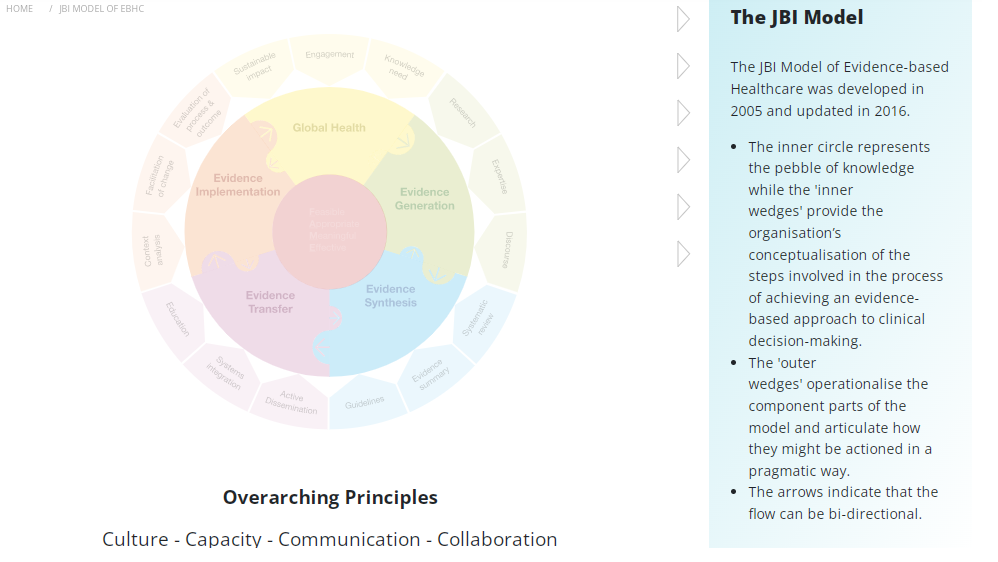 HOME / JBI MODEL OF EBHC
Engagement
Knowledge
need
Research
Expertise
Discourse
Systematic
review
Evidence
summary
Guidelines
Active
Dissemination
Systems
integration
Education
Context
analysis
Facilitation
of change
Evaluation of
process &
outcome
Sustainable
impact
Global Health
Evidence
Generation
Evidence
Synthesis
Evidence
Transfer
Evidence
Implementation
Overarching Principles
Culture - Capacity - Communication - Collaboration
The JBI Model
The JBI Model of Evidence-based
Healthcare was developed in
2005 and updated in 2016.
• The inner circle represents
the pebble of knowledge
while the 'inner
wedges' provide the
organisation’s
conceptualisation of the
steps involved in the process
of achieving an evidence-
based approach to clinical
decision-making.
• The 'outer
wedges' operationalise the
component parts of the
model and articulate how
they might be actioned in a
pragmatic way.
• The arrows indicate that the
flow can be bi-directional.